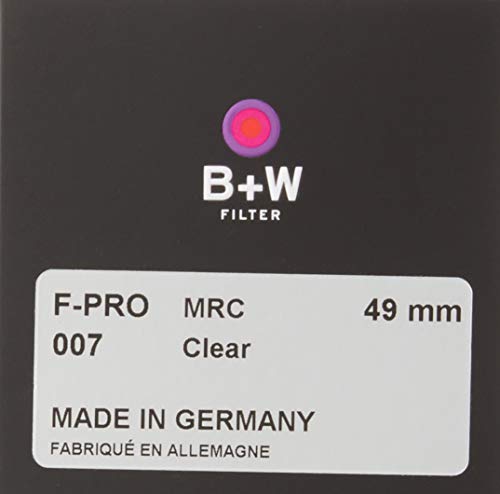 B+W
FILTER
F-PRO MRC 49 mm
007 Clear
MADE IN GERMANY
FABRIQUÉ EN ALLEMAGNE